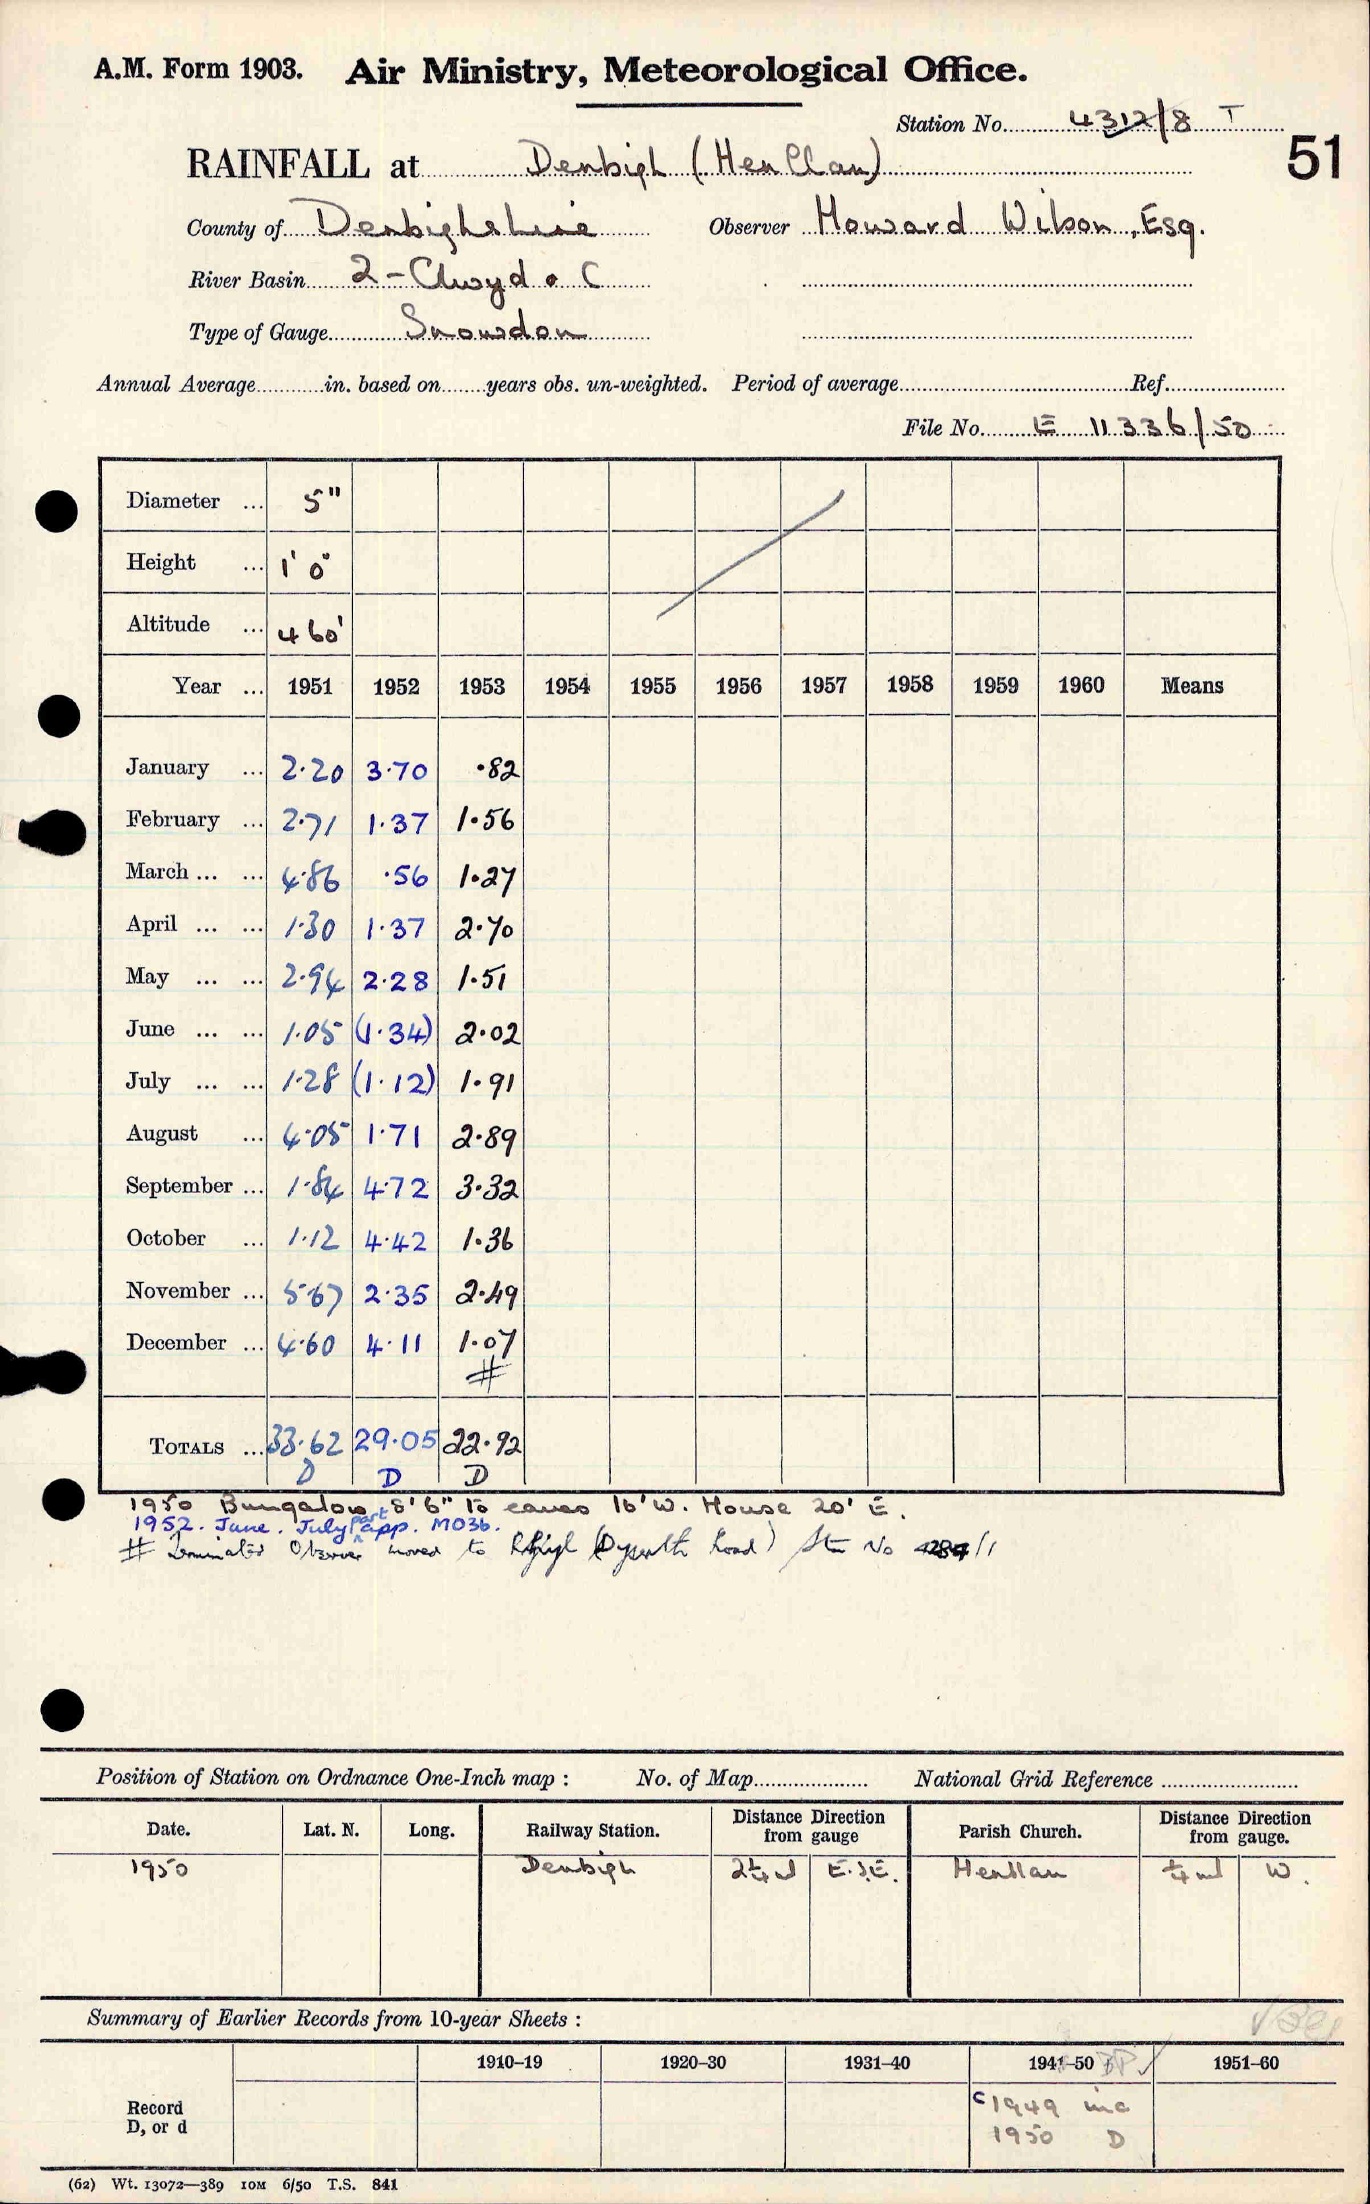 A.M. Form 1903. Air Ministry, Meteorological Office.
Station No. 4312/8 T
51
RAINFALL at Denbigh (Henllan)
County of Denbighshire Observer Howard Wilson, Esq.
River Basin 2 - Clwyd & C
Type of Gauge Snowdon
Annual Average in. based on years obs. un-weighted. Period of average Ref.
File No. E 11336/50
Diameter ... 5"
Height ... 1' 0"
Altitude ... 460'
Year ... 1951 1952 1953 1954 1955 1956 1957 1958 1959 1960 Means
January ... 2.20 3.70 .82
February ... 2.71 1.37 1.56
March ... ... 4.86 .56 1.27
April ... ... 1.30 1.37 2.70
May ... ... 2.94 2.28 1.51
June ... ... 1.05 (1.34) 2.02
July ... ... 1.28 (1.12) 1.91
August ... 4.05 1.71 2.89
September ... 1.84 4.72 3.32
October ... 1.12 4.42 1.36
November ... 5.67 2.35 2.49
December ... 4.60 4.11 1.07
#
TOTALS ... 33.62 29.05 22.92
D D D
1950 Bungalow 8' 6" to eaves 16' W. House 20' E.
1952. June. July part app. MO3b.
# Terminated Observer moved to Rhyl (Dyserth Road) Stn No 4284/1
Position of Station on Ordnance One-Inch map : No. of Map National Grid Reference
Date. Lat. N. Long. Railway Station. Distance Direction from gauge Parish Church. Distance Direction from gauge.
1950 Denbigh 2¼ ml E.S.E. Henllan ¼ ml W.
Summary of Earlier Records from 10-year Sheets :
1910–19 1920–30 1931–40 1941–50 1951–60
Record
D, or d
C 1949 inc
1950 D
(62) Wt. 13072—389 10M 6/50 T.S. 841